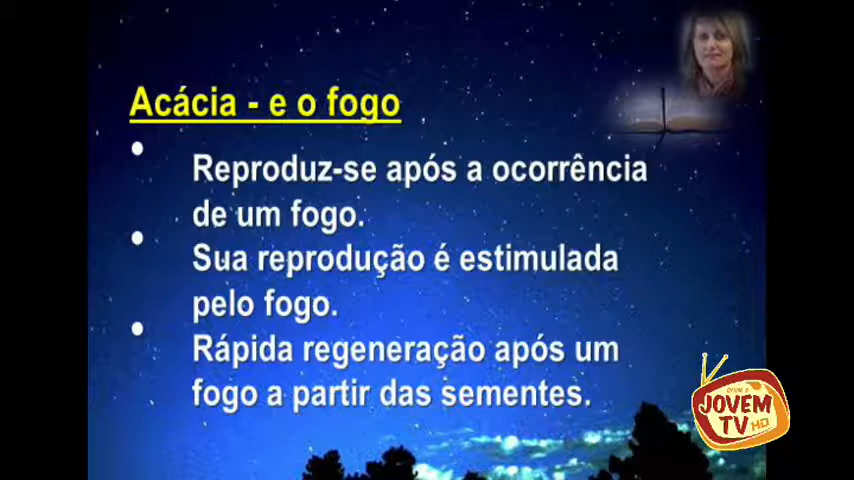 Acácia - e o fogo
• Reproduz-se após a ocorrência
de um fogo.
• Sua reprodução é estimulada
pelo fogo.
• Rápida regeneração após um
fogo a partir das sementes.
JOVEM
TV HD